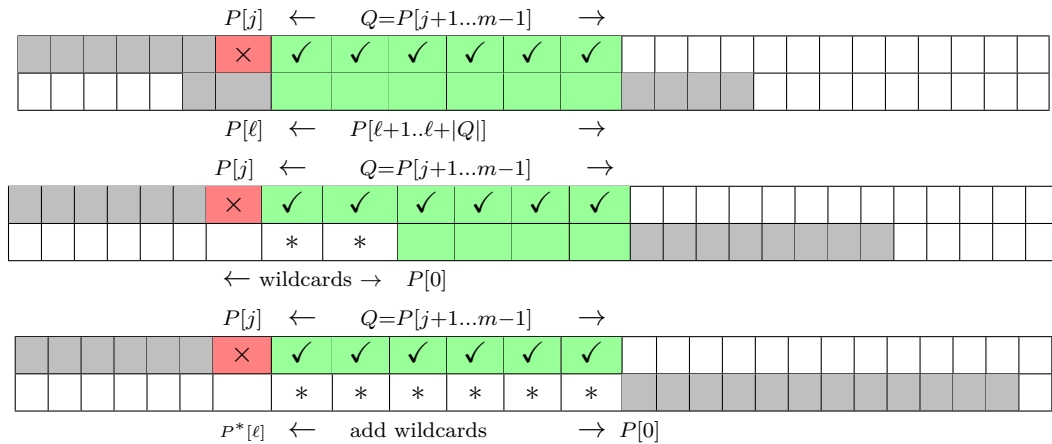 P[j] ← Q=P[j+1...m−1] →
× ✓ ✓ ✓ ✓ ✓ ✓
P[ℓ] ← P[ℓ+1..ℓ+|Q|] →
P[j] ← Q=P[j+1...m−1] →
× ✓ ✓ ✓ ✓ ✓ ✓
* *
← wildcards → P[0]
P[j] ← Q=P[j+1...m−1] →
× ✓ ✓ ✓ ✓ ✓ ✓
* * * * * *
P*[ℓ] ← add wildcards → P[0]